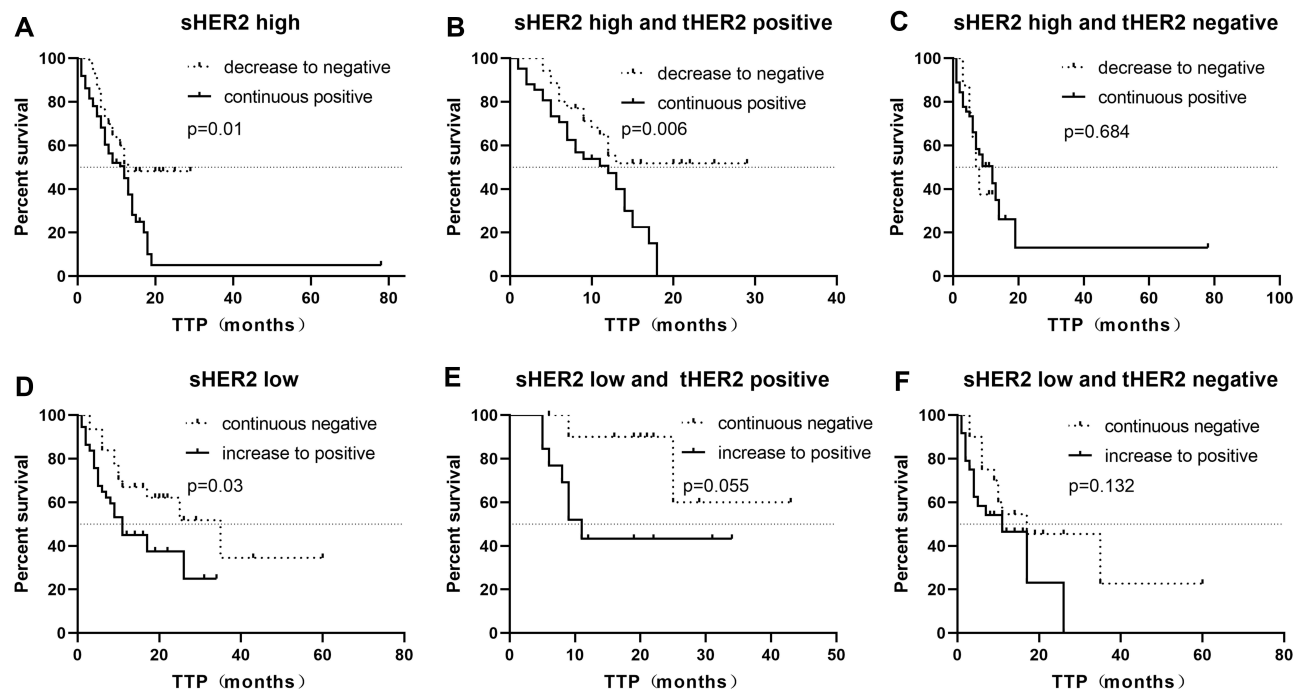 A
sHER2 high
decrease to negative
continuous positive
p=0.01
Percent survival
100
80
60
40
20
0
0 20 40 60 80
TTP （months）
B
sHER2 high and tHER2 positive
decrease to negative
continuous positive
p=0.006
Percent survival
100
80
60
40
20
0
0 10 20 30 40
TTP （months）
C
sHER2 high and tHER2 negative
decrease to negative
continuous positive
p=0.684
Percent survival
100
80
60
40
20
0
0 20 40 60 80 100
TTP （months）
D
sHER2 low
continuous negative
increase to positive
p=0.03
Percent survival
100
80
60
40
20
0
0 20 40 60 80
TTP （months）
E
sHER2 low and tHER2 positive
continuous negative
increase to positive
p=0.055
Percent survival
100
80
60
40
20
0
0 10 20 30 40 50
TTP （months）
F
sHER2 low and tHER2 negative
continuous negative
increase to positive
p=0.132
Percent survival
100
80
60
40
20
0
0 20 40 60 80
TTP （months）